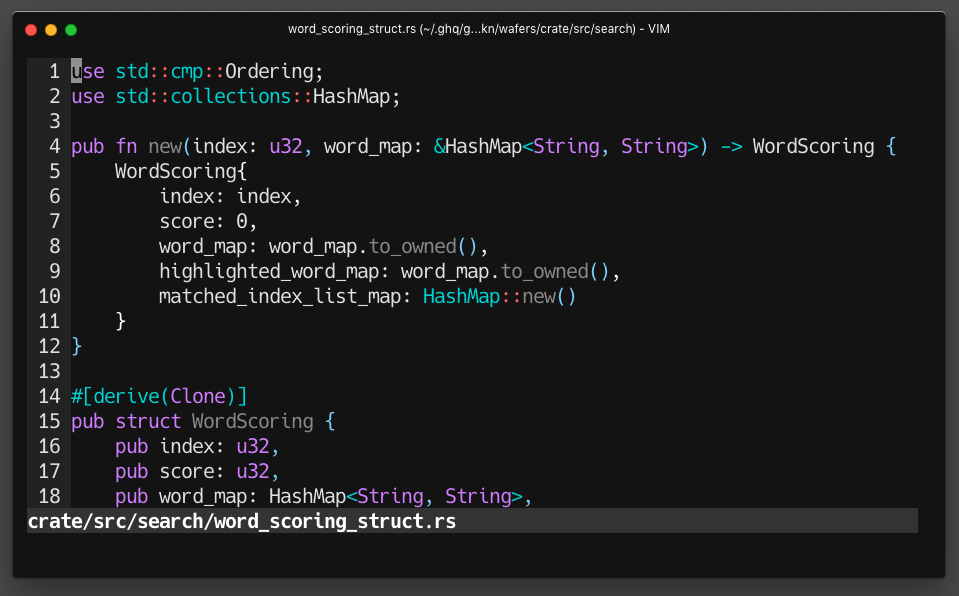 word_scoring_struct.rs (~/.ghq/g...kn/wafers/crate/src/search) - VIM
1 use std::cmp::Ordering;
2 use std::collections::HashMap;
3
4 pub fn new(index: u32, word_map: &HashMap<String, String>) -> WordScoring {
5     WordScoring{
6         index: index,
7         score: 0,
8         word_map: word_map.to_owned(),
9         highlighted_word_map: word_map.to_owned(),
10         matched_index_list_map: HashMap::new()
11     }
12 }
13
14 #[derive(Clone)]
15 pub struct WordScoring {
16     pub index: u32,
17     pub score: u32,
18     pub word_map: HashMap<String, String>,
crate/src/search/word_scoring_struct.rs